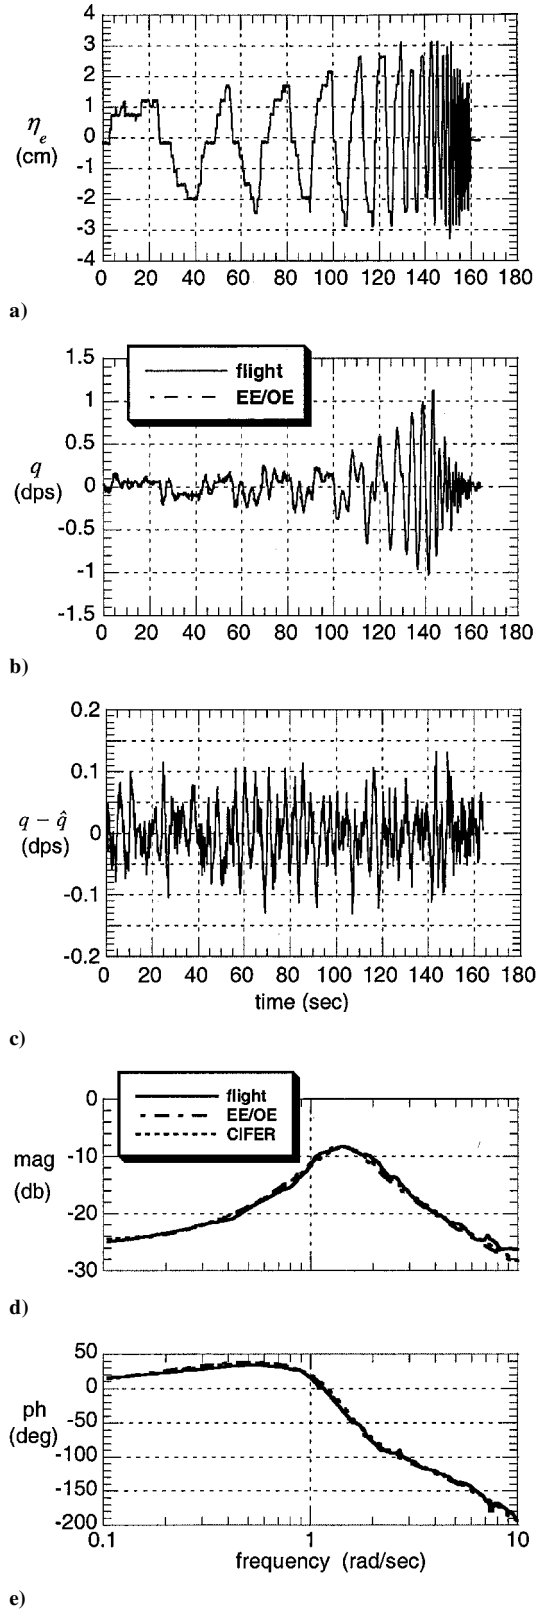 4
3
2
1
0
-1
-2
-3
-4
η_e
(cm)
0 20 40 60 80 100 120 140 160 180
a)
flight
EE/OE
1.5
1
0.5
0
-0.5
-1
-1.5
q
(dps)
0 20 40 60 80 100 120 140 160 180
b)
0.2
0.1
0
-0.1
-0.2
q − q̂
(dps)
0 20 40 60 80 100 120 140 160 180
time (sec)
c)
flight
EE/OE
CIFER
0
-10
-20
-30
mag
(db)
d)
50
0
-50
-100
-150
-200
ph
(deg)
0.1 1 10
frequency (rad/sec)
e)